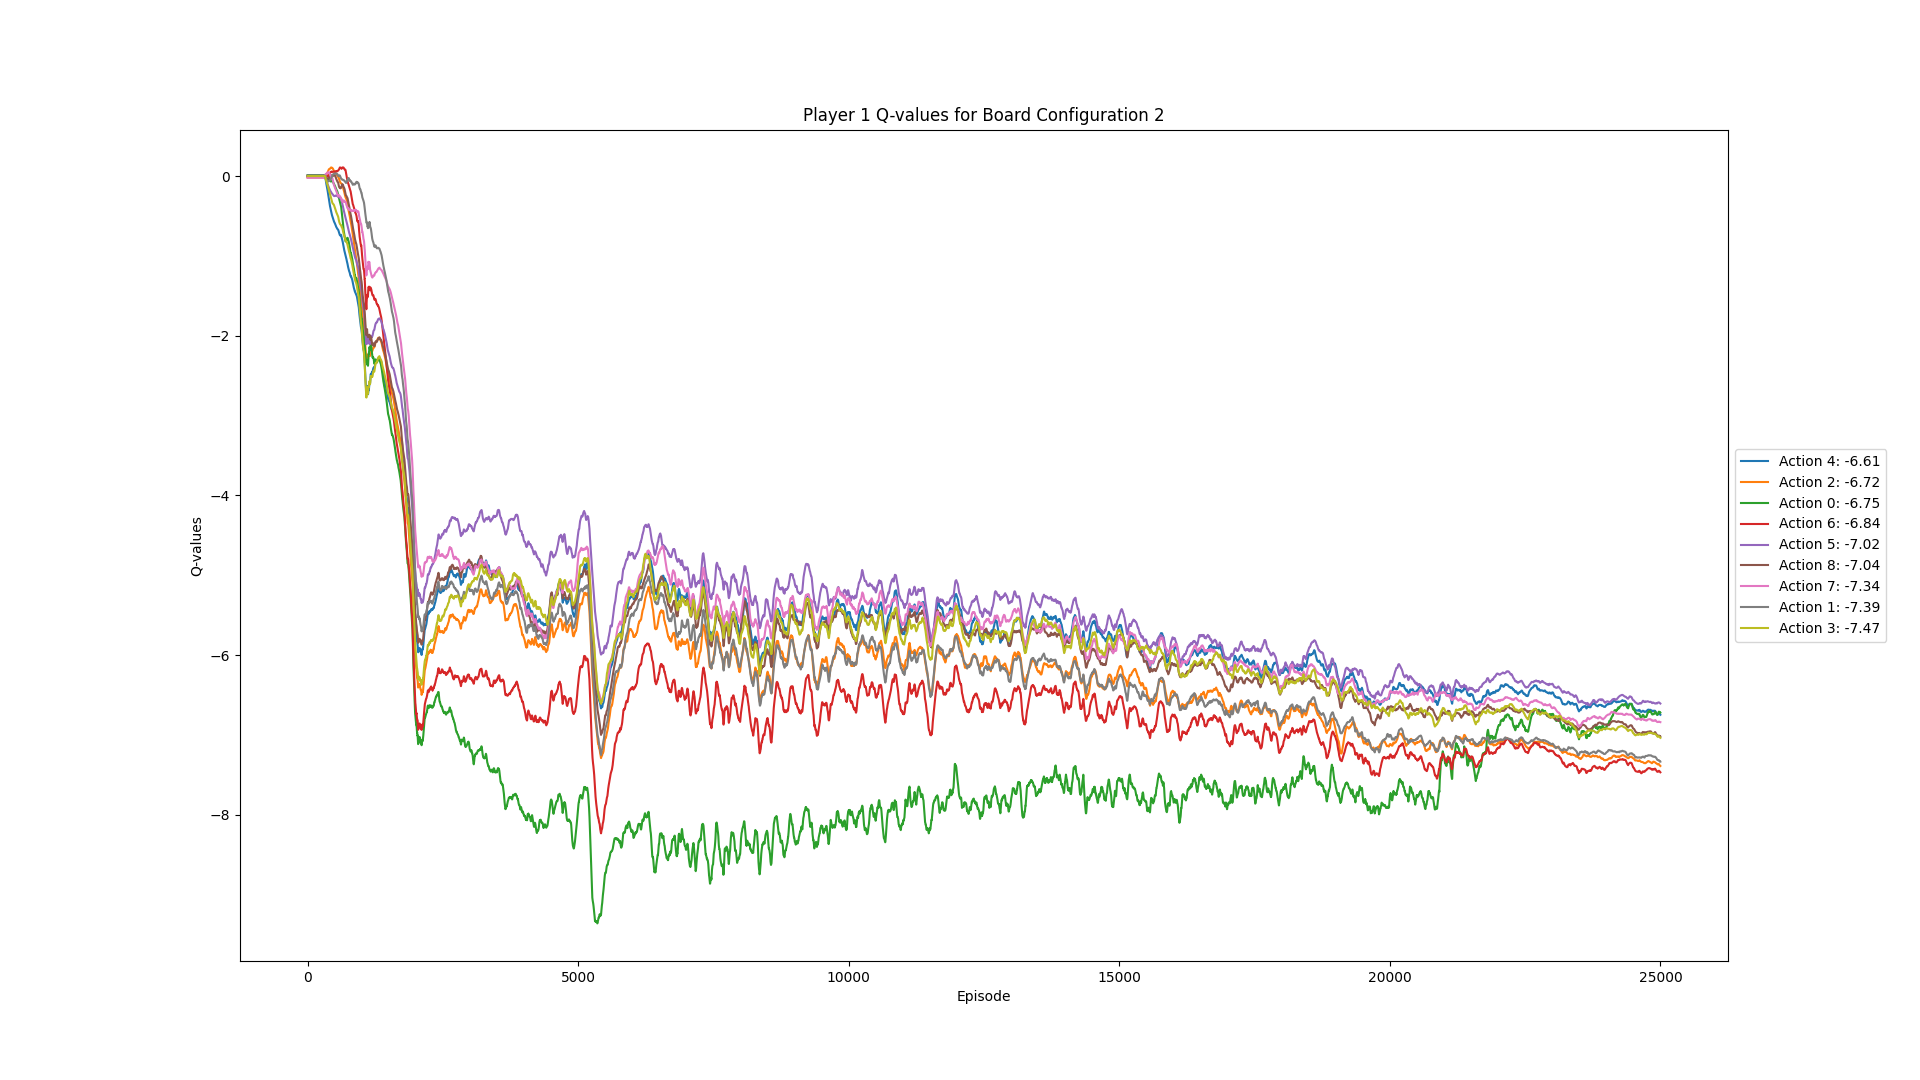 Player 1 Q-values for Board Configuration 2
0
−2
−4
−6
−8
Q-values
0
5000
10000
15000
20000
25000
Episode
Action 4: -6.61
Action 2: -6.72
Action 0: -6.75
Action 6: -6.84
Action 5: -7.02
Action 8: -7.04
Action 7: -7.34
Action 1: -7.39
Action 3: -7.47